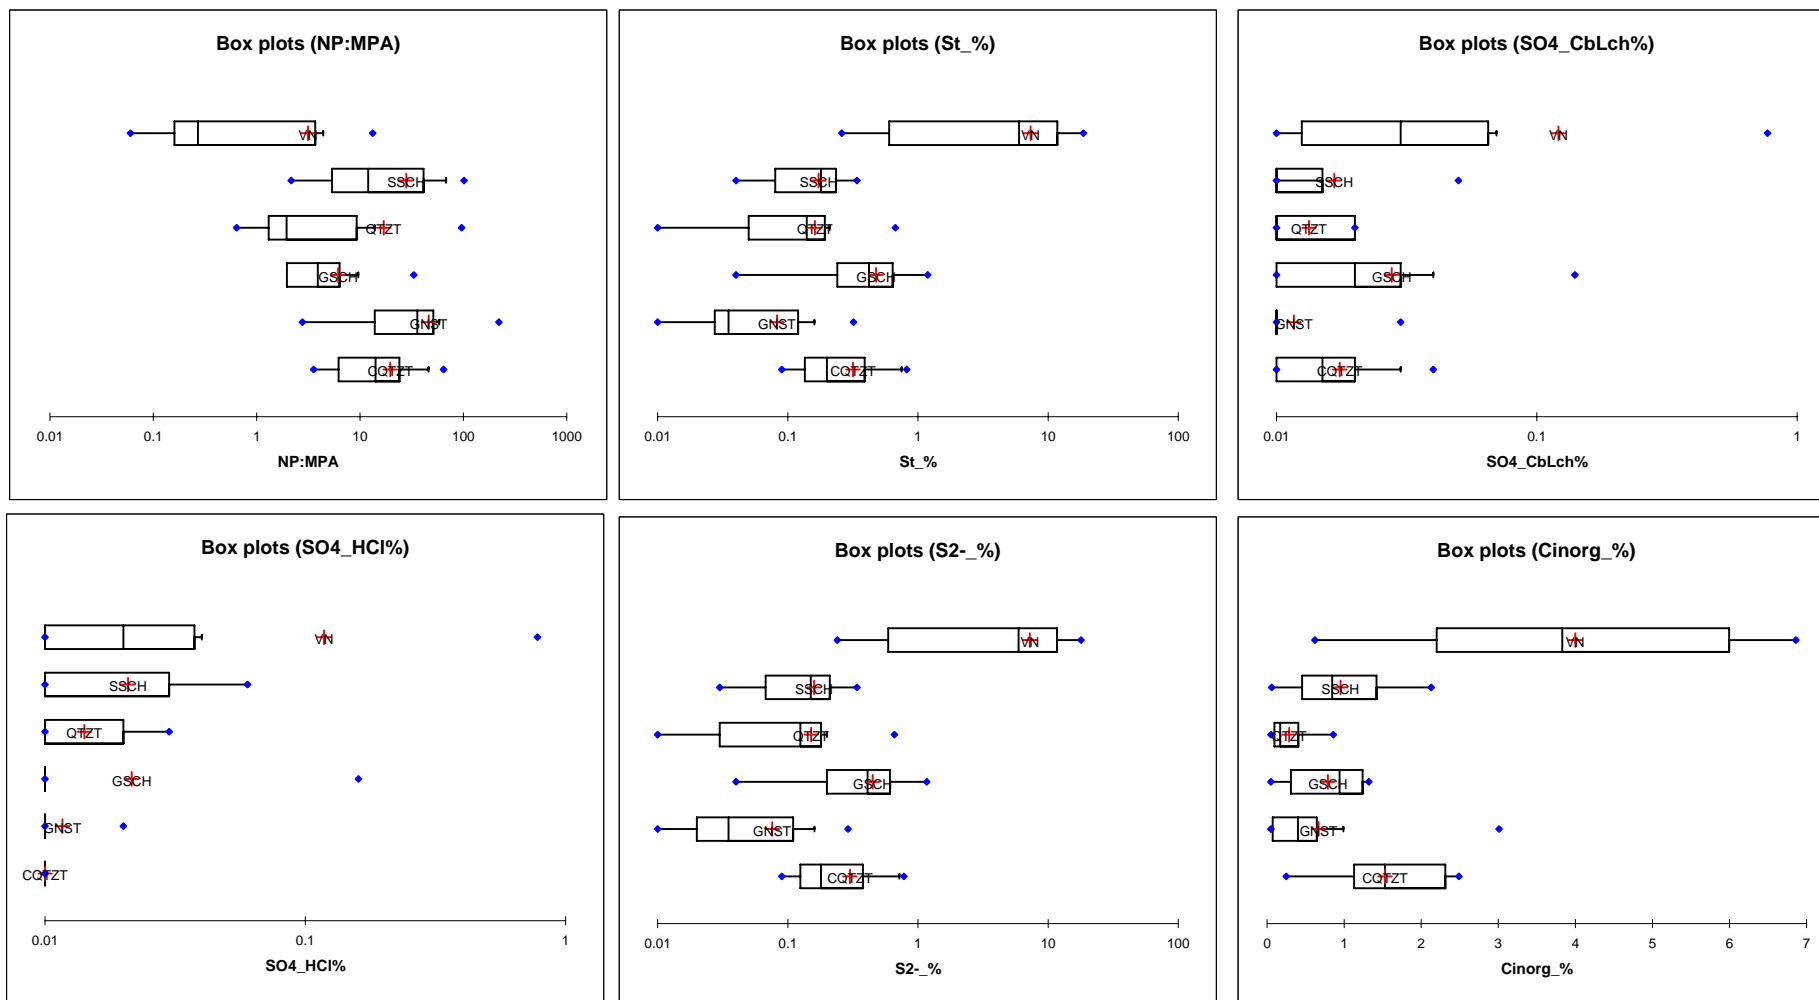 Box plots (NP:MPA)
VN
SSCH
QTZT
GSCH
GNST
CQTZT
0.01 0.1 1 10 100 1000
NP:MPA
Box plots (St_%)
VN
SSCH
QTZT
GSCH
GNST
CQTZT
0.01 0.1 1 10 100
St_%
Box plots (SO4_CbLch%)
VN
SSCH
QTZT
GSCH
GNST
CQTZT
0.01 0.1 1
SO4_CbLch%
Box plots (SO4_HCl%)
VN
SSCH
QTZT
GSCH
GNST
CQTZT
0.01 0.1 1
SO4_HCl%
Box plots (S2-_%)
VN
SSCH
QTZT
GSCH
GNST
CQTZT
0.01 0.1 1 10 100
S2-_%
Box plots (Cinorg_%)
VN
SSCH
QTZT
GSCH
GNST
CQTZT
0 1 2 3 4 5 6 7
Cinorg_%